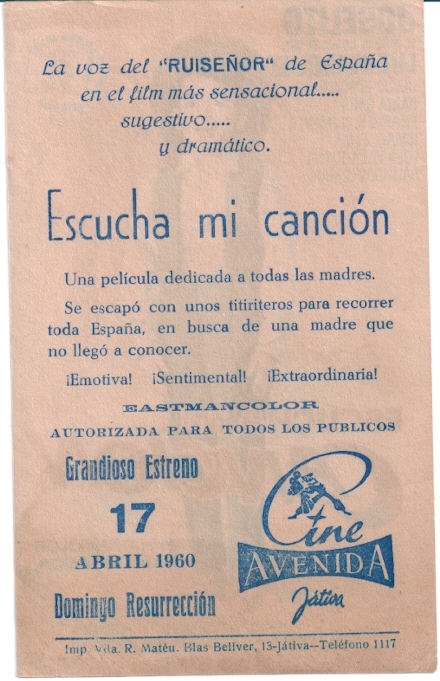 La voz del "RUISEÑOR" de España
en el film más sensacional.....
sugestivo.....
y dramático.
Escucha mi canción
Una película dedicada a todas las madres.
Se escapó con unos titiriteros para recorrer
toda España, en busca de una madre que
no llegó a conocer.
¡Emotiva! ¡Sentimental! ¡Extraordinaria!
EASTMANCOLOR
AUTORIZADA PARA TODOS LOS PUBLICOS
Grandioso Estreno
17
ABRIL 1960
Domingo Resurrección
Cine
AVENIDA
Játiva
Imp. Vda. R. Matéu. Blas Bellver, 13-Játiva--Teléfono 1117